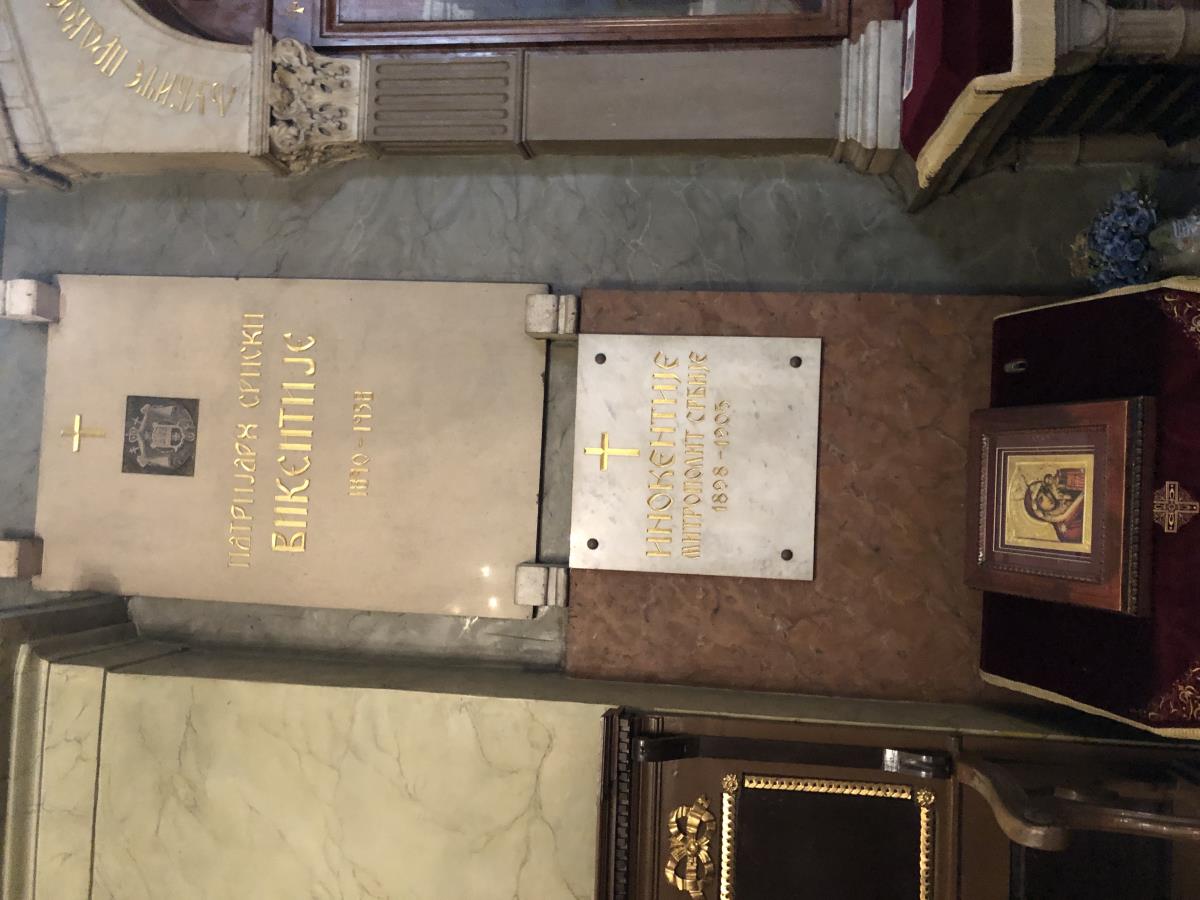 ПАТРИЈАРХ СРПСКИ
ВИКЕНТИЈЕ
1890-1958
ИНОКЕНТИЈЕ
МИТРОПОЛИТ СРБИЈЕ
1898-1905